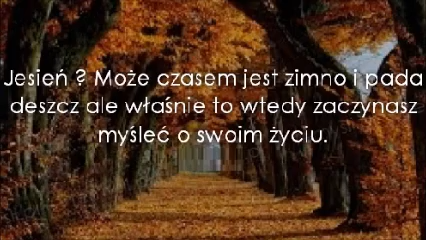 Jesień ? Może czasem jest zimno i pada
deszcz ale właśnie to wtedy zaczynasz
myśleć o swoim życiu.